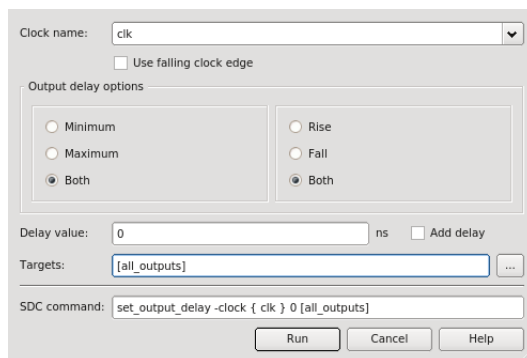 Clock name: clk
Use falling clock edge
Output delay options
Minimum Rise
Maximum Fall
Both Both
Delay value: 0 ns Add delay
Targets: [all_outputs] ...
SDC command: set_output_delay -clock { clk } 0 [all_outputs]
Run Cancel Help